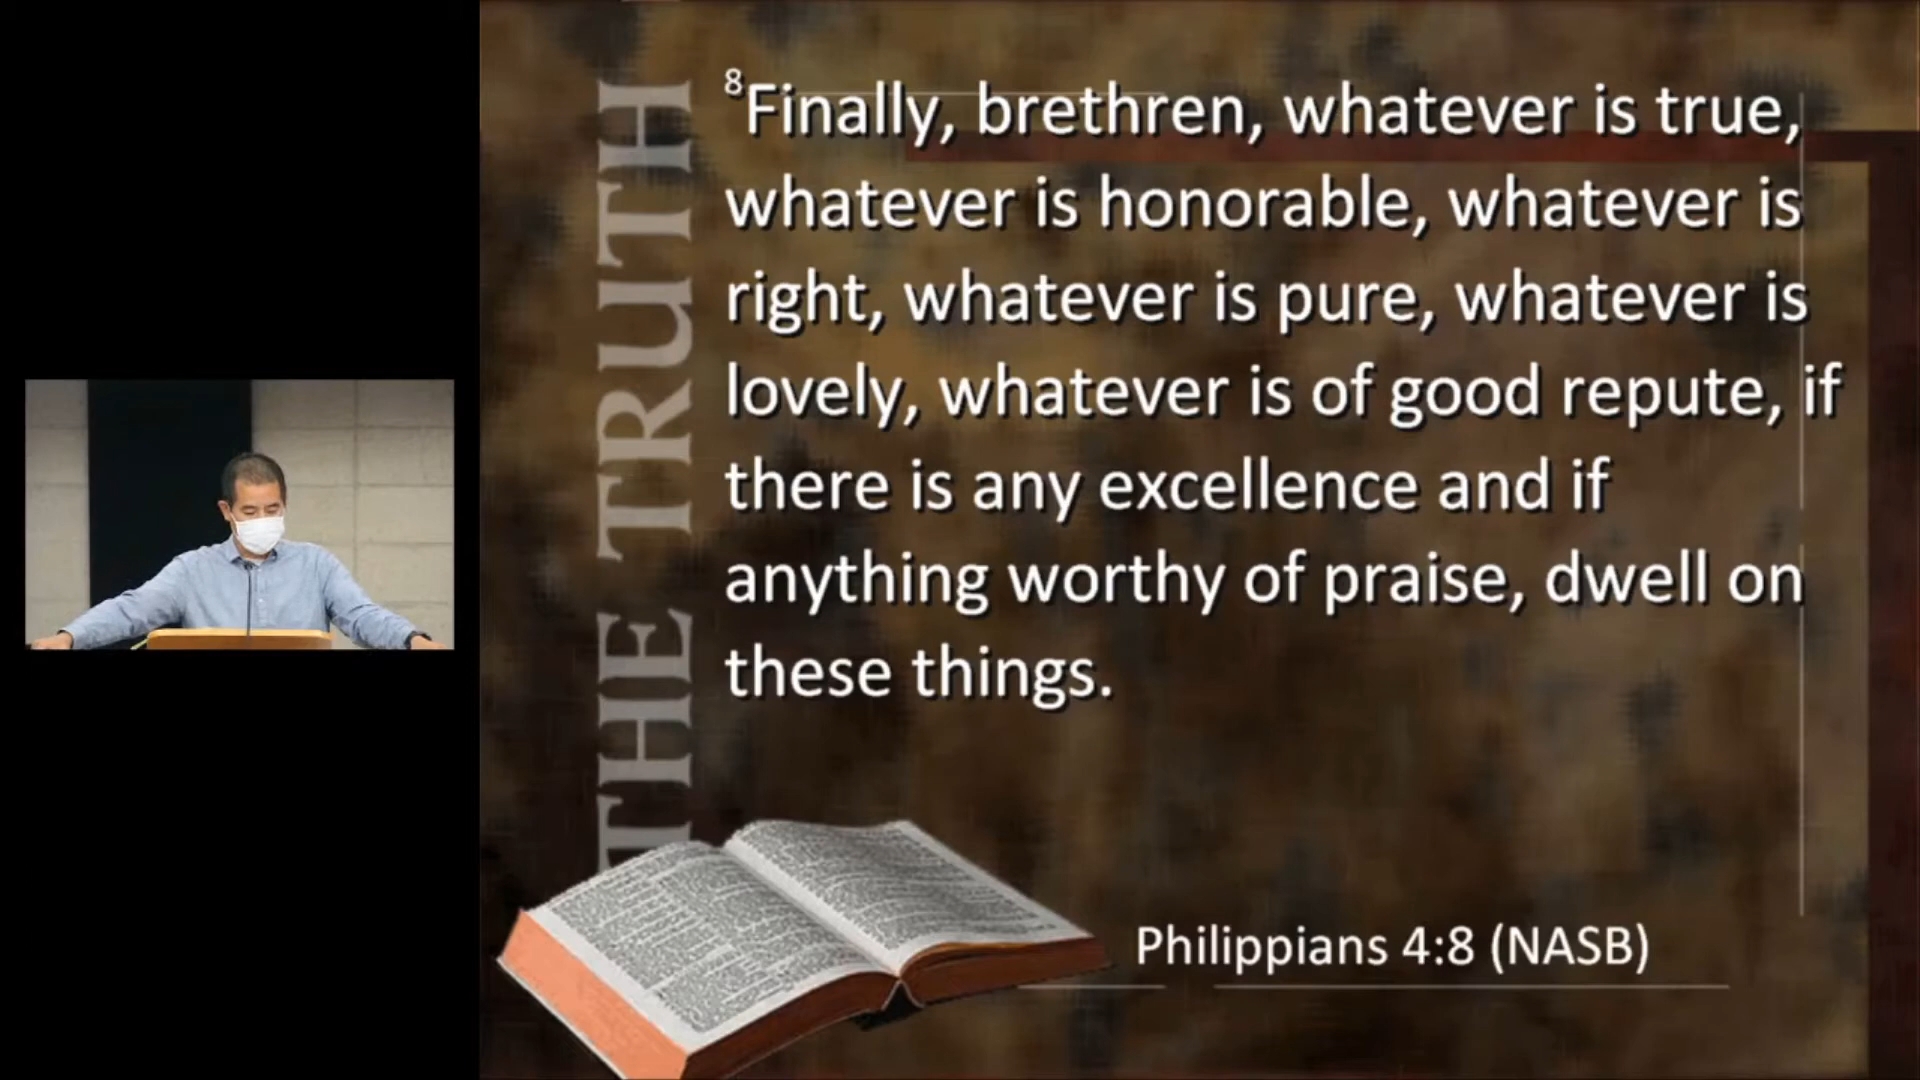 THE TRUTH
⁸Finally, brethren, whatever is true,
whatever is honorable, whatever is
right, whatever is pure, whatever is
lovely, whatever is of good repute, if
there is any excellence and if
anything worthy of praise, dwell on
these things.
Philippians 4:8 (NASB)